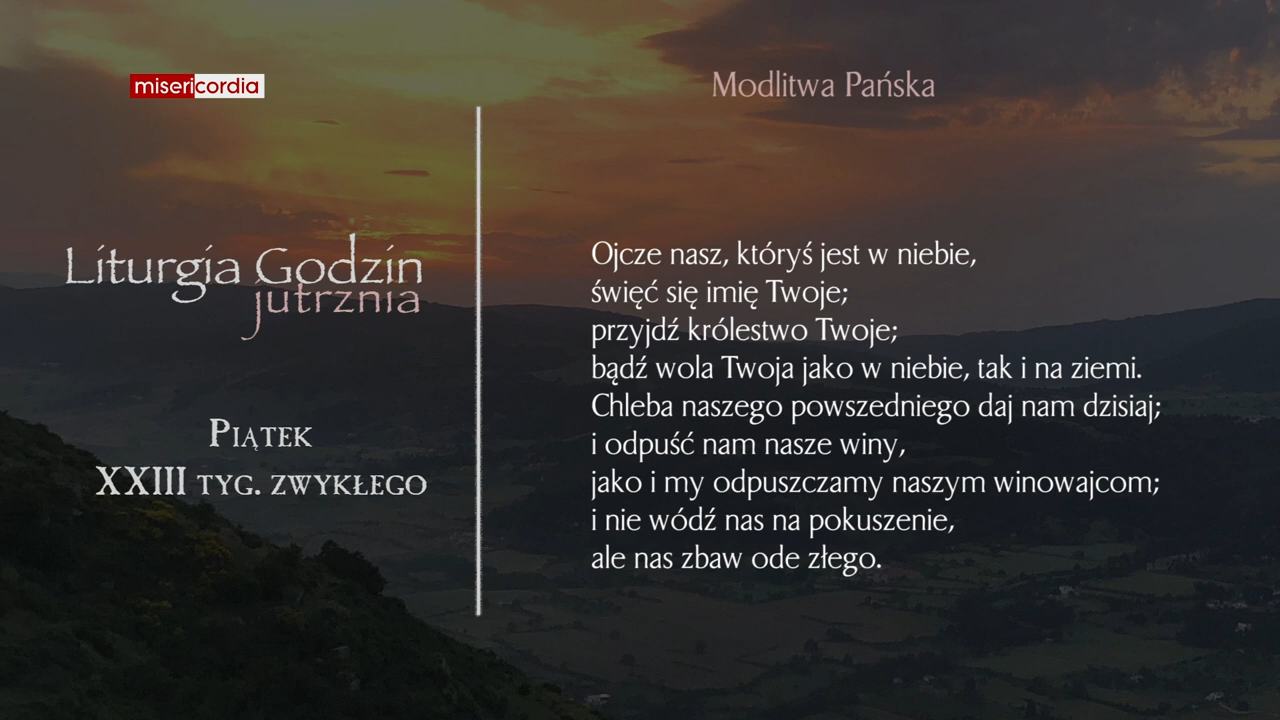 misericordia
Liturgia Godzin
jutrznia
Piątek
XXIII tyg. zwykłego
Modlitwa Pańska
Ojcze nasz, któryś jest w niebie,
święć się imię Twoje;
przyjdź królestwo Twoje;
bądź wola Twoja jako w niebie, tak i na ziemi.
Chleba naszego powszedniego daj nam dzisiaj;
i odpuść nam nasze winy,
jako i my odpuszczamy naszym winowajcom;
i nie wódź nas na pokuszenie,
ale nas zbaw ode złego.